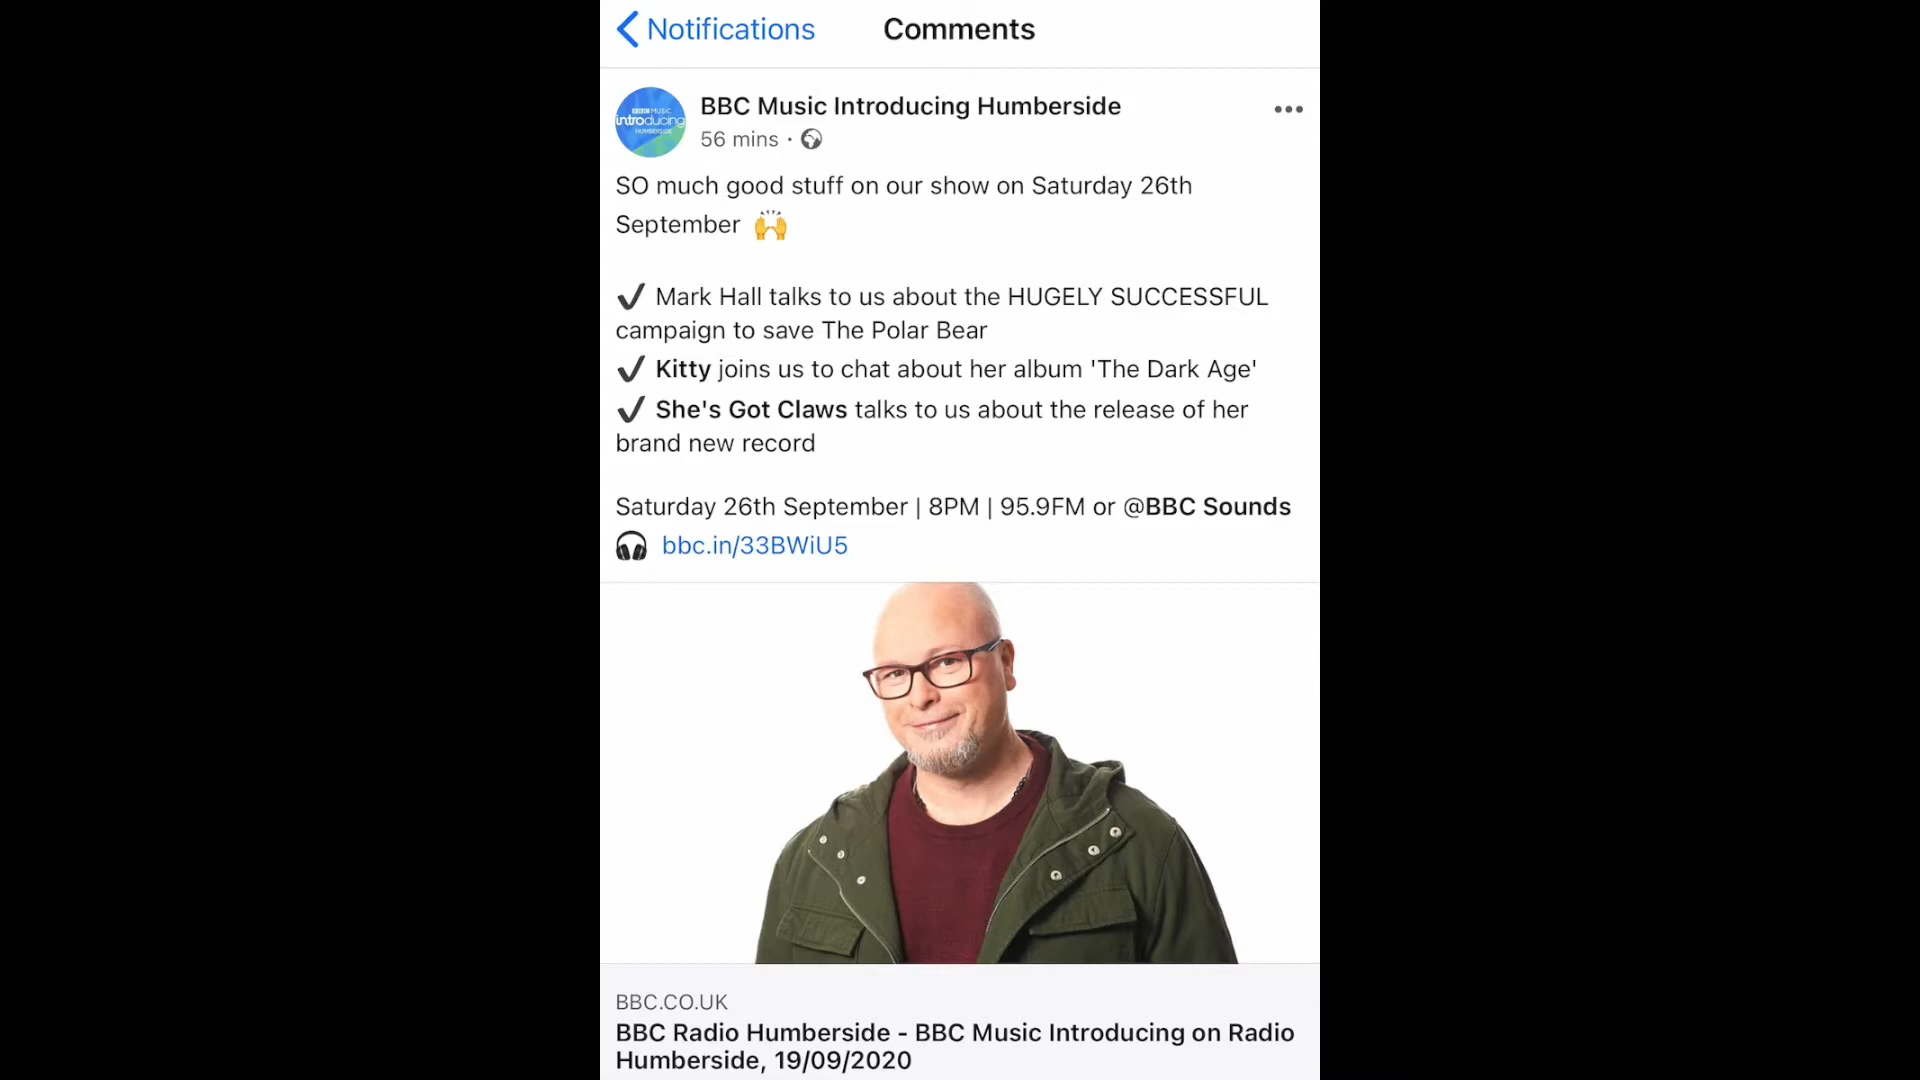 Notifications
Comments
BBC MUSIC
introducing
HUMBERSIDE
BBC Music Introducing Humberside
56 mins ·
SO much good stuff on our show on Saturday 26th
September 🙌
✔ Mark Hall talks to us about the HUGELY SUCCESSFUL
campaign to save The Polar Bear
✔ Kitty joins us to chat about her album 'The Dark Age'
✔ She's Got Claws talks to us about the release of her
brand new record
Saturday 26th September | 8PM | 95.9FM or @BBC Sounds
🎧 bbc.in/33BWiU5
BBC.CO.UK
BBC Radio Humberside - BBC Music Introducing on Radio
Humberside, 19/09/2020